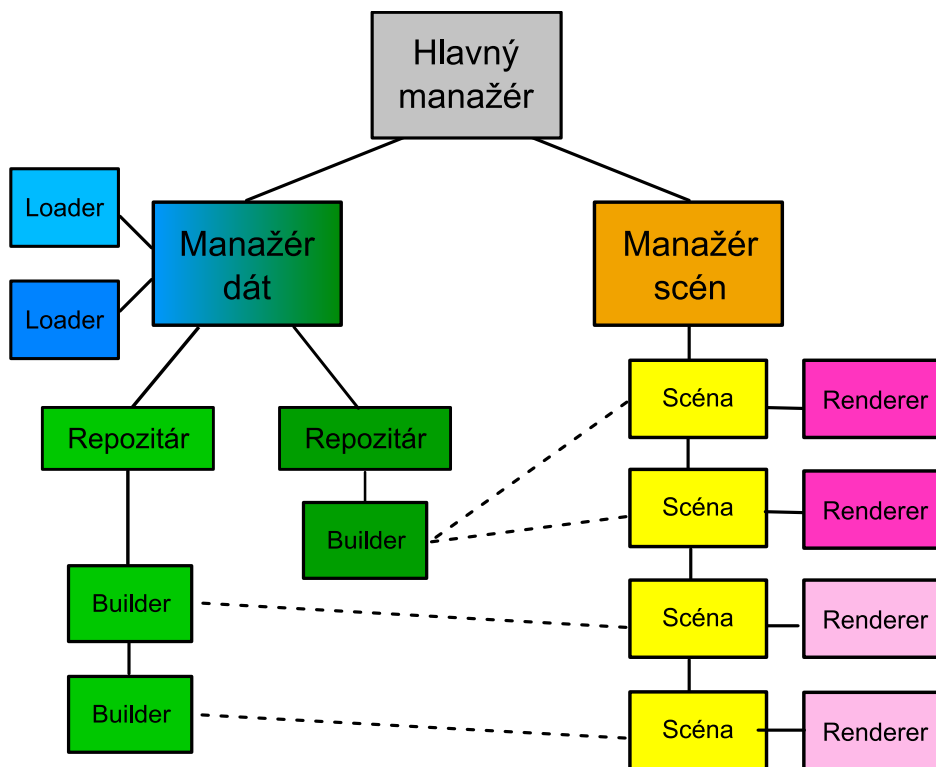 Hlavný
manažér
Loader
Manažér
dát
Manažér
scén
Loader
Scéna
Renderer
Repozitár
Repozitár
Scéna
Renderer
Builder
Builder
Scéna
Renderer
Builder
Scéna
Renderer